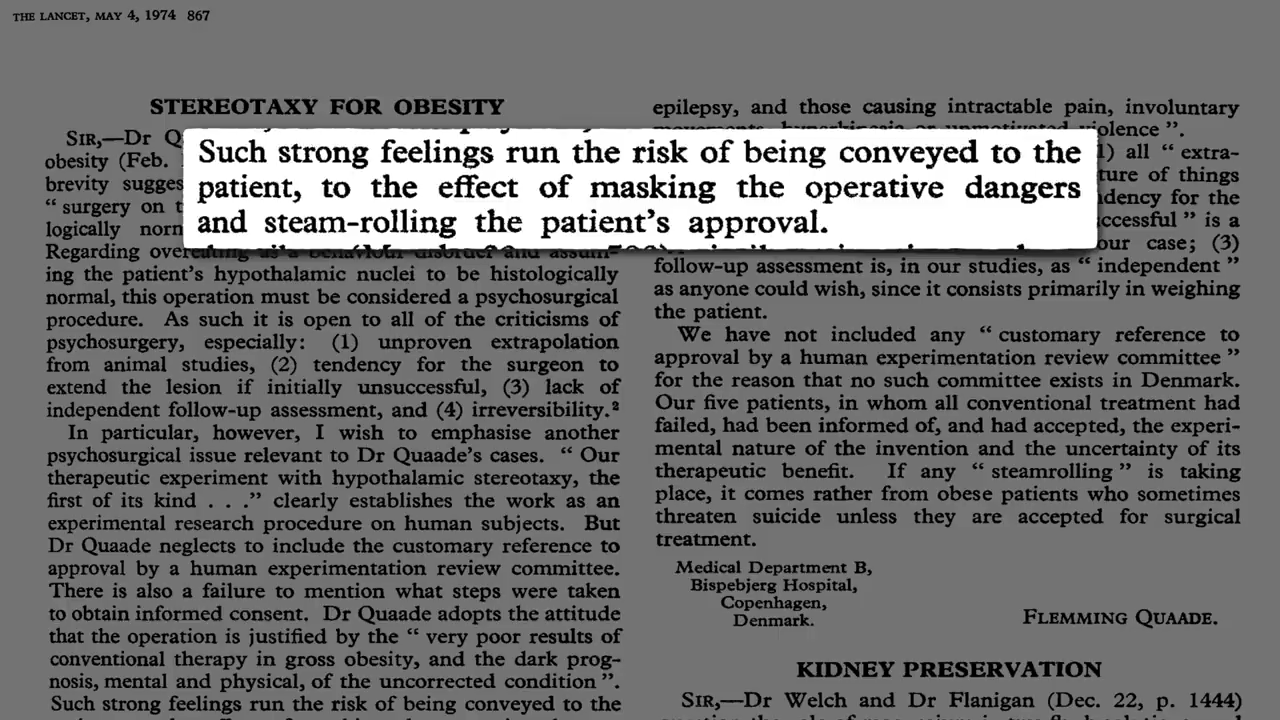 THE LANCET, MAY 4, 1974 867
STEREOTAXY FOR OBESITY
SIR,—Dr Q
obesity (Feb.
brevity sugges
“ surgery on t
logically norn
Regarding overeating as a behaviour disorder and assum-
ing the patient’s hypothalamic nuclei to be histologically
normal, this operation must be considered a psychosurgical
procedure. As such it is open to all of the criticisms of
psychosurgery, especially: (1) unproven extrapolation
from animal studies, (2) tendency for the surgeon to
extend the lesion if initially unsuccessful, (3) lack of
independent follow-up assessment, and (4) irreversibility.²
In particular, however, I wish to emphasise another
psychosurgical issue relevant to Dr Quaade’s cases. “ Our
therapeutic experiment with hypothalamic stereotaxy, the
first of its kind . . .” clearly establishes the work as an
experimental research procedure on human subjects. But
Dr Quaade neglects to include the customary reference to
approval by a human experimentation review committee.
There is also a failure to mention what steps were taken
to obtain informed consent. Dr Quaade adopts the attitude
that the operation is justified by the “ very poor results of
conventional therapy in gross obesity, and the dark prog-
nosis, mental and physical, of the uncorrected condition ”.
Such strong feelings run the risk of being conveyed to the
Such strong feelings run the risk of being conveyed to the
patient, to the effect of masking the operative dangers
and steam-rolling the patient’s approval.
epilepsy, and those causing intractable pain, involuntary
movements, hyperkinesis or unmotivated violence ”.
1) all “ extra-
ture of things
dency for the
ccessful ” is a
our case; (3)
follow-up assessment is, in our studies, as “ independent ”
as anyone could wish, since it consists primarily in weighing
the patient.
We have not included any “ customary reference to
approval by a human experimentation review committee ”
for the reason that no such committee exists in Denmark.
Our five patients, in whom all conventional treatment had
failed, had been informed of, and had accepted, the experi-
mental nature of the invention and the uncertainty of its
therapeutic benefit. If any “ steamrolling ” is taking
place, it comes rather from obese patients who sometimes
threaten suicide unless they are accepted for surgical
treatment.
Medical Department B,
Bispebjerg Hospital,
Copenhagen,
Denmark.
FLEMMING QUAADE.
KIDNEY PRESERVATION
SIR,—Dr Welch and Dr Flanigan (Dec. 22, p. 1444)